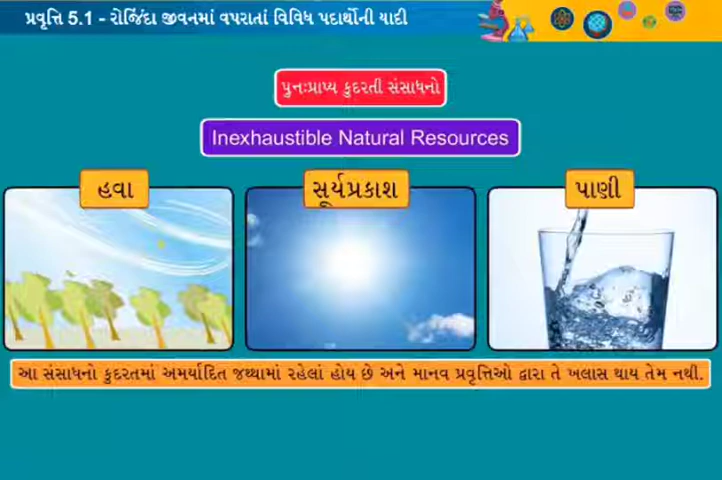 પ્રવૃત્તિ 5.1 - રોજિંદા જીવનમાં વપરાતાં વિવિધ પદાર્થોની યાદી
પુનઃપ્રાપ્ય કુદરતી સંસાધનો
Inexhaustible Natural Resources
હવા
સૂર્યપ્રકાશ
પાણી
આ સંસાધનો કુદરતમાં અમર્યાદિત જથ્થામાં રહેલાં હોય છે અને માનવ પ્રવૃત્તિઓ દ્વારા તે ખલાસ થાય તેમ નથી.